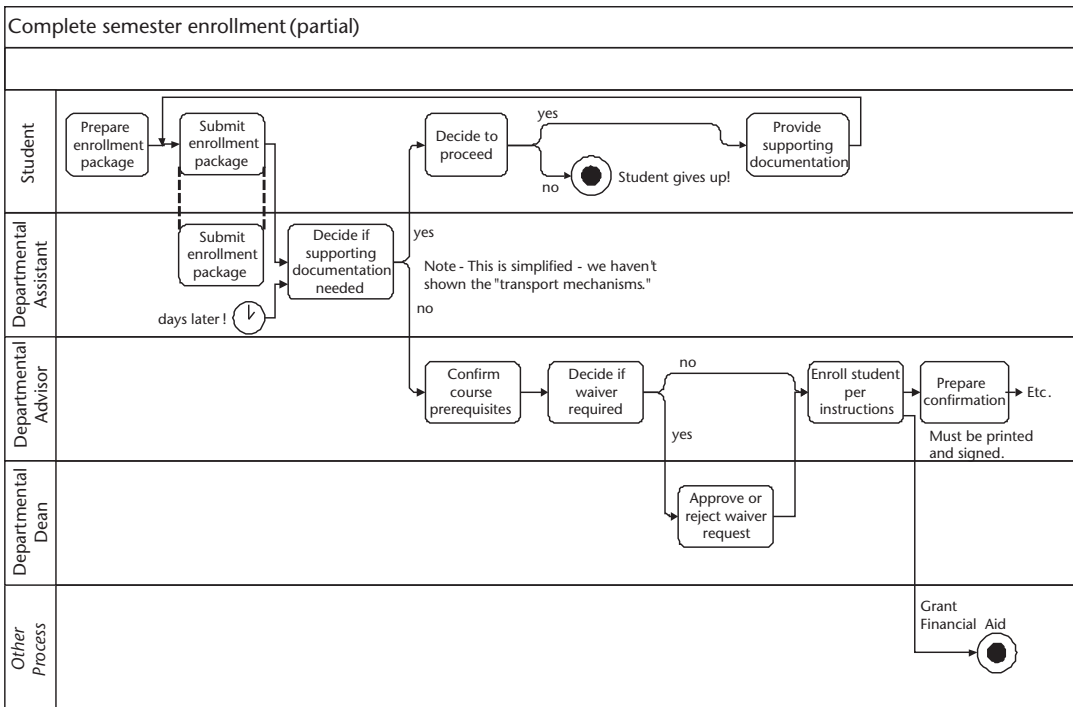 Complete semester enrollment (partial)
Student
Prepare
enrollment
package
Submit
enrollment
package
Decide to
proceed
yes
no
Student gives up!
Provide
supporting
documentation
Departmental
Assistant
Submit
enrollment
package
days later !
Decide if
supporting
documentation
needed
yes
Note - This is simplified - we haven't
shown the "transport mechanisms."
no
Departmental
Advisor
Confirm
course
prerequisites
Decide if
waiver
required
no
yes
Enroll student
per
instructions
Prepare
confirmation
Etc.
Must be printed
and signed.
Departmental
Dean
Approve or
reject waiver
request
Other
Process
Grant
Financial Aid